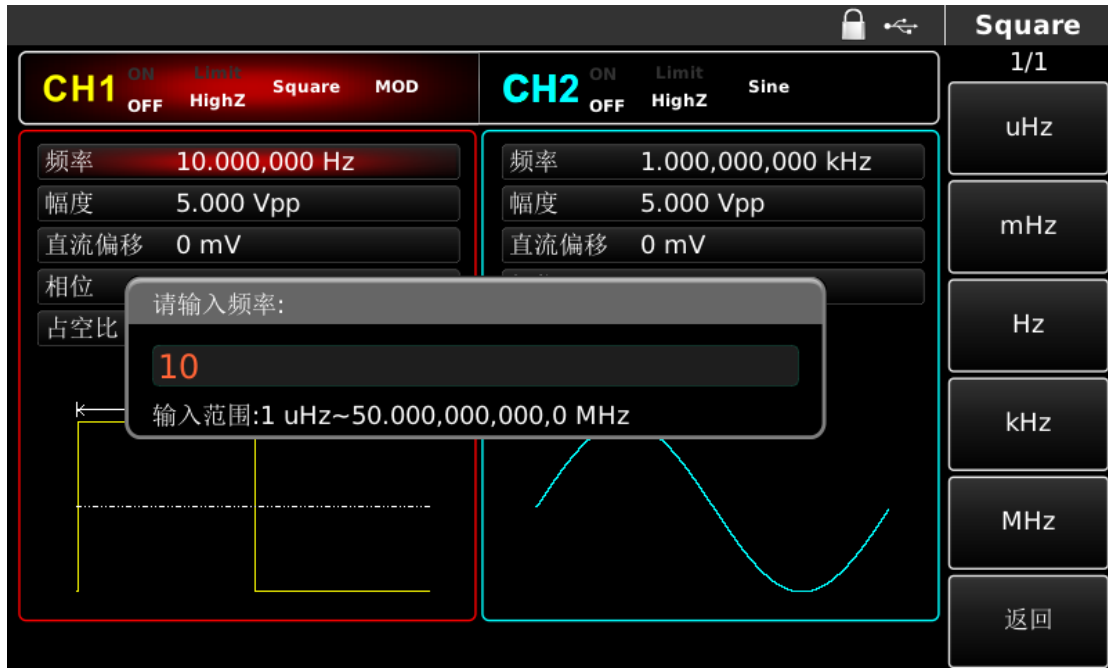 Square
1/1
CH1 ON OFF Limit HighZ Square MOD
CH2 ON OFF Limit HighZ Sine
频率 10.000,000 Hz
幅度 5.000 Vpp
直流偏移 0 mV
相位
占空比
频率 1.000,000,000 kHz
幅度 5.000 Vpp
直流偏移 0 mV
请输入频率:
10
输入范围:1 uHz~50.000,000,000,0 MHz
uHz
mHz
Hz
kHz
MHz
返回